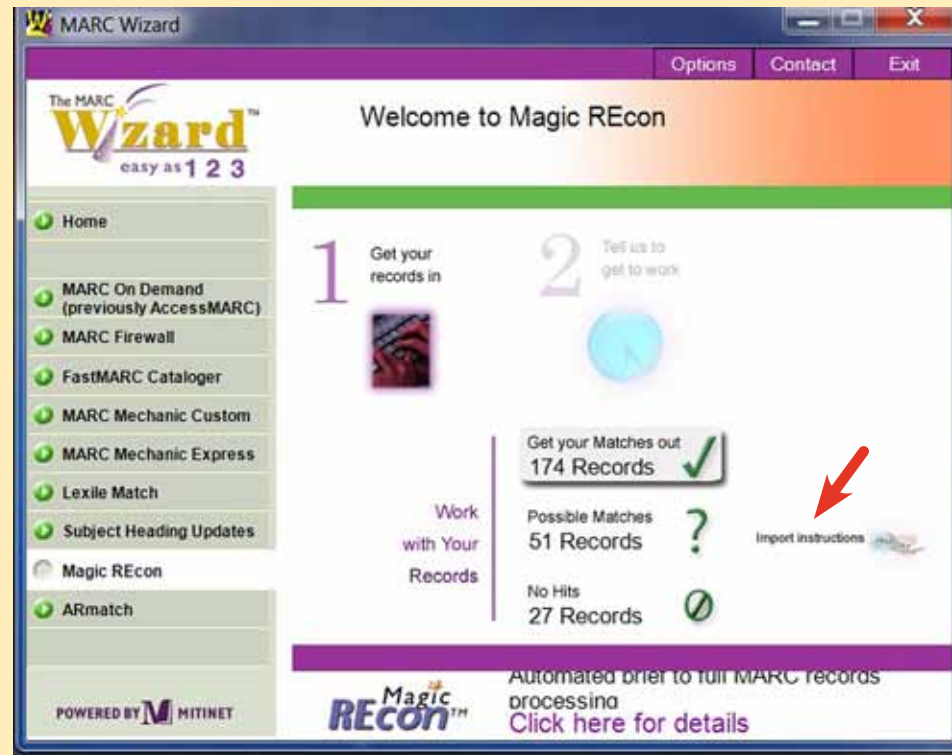 MARC Wizard
Options Contact Exit
The MARC
Wizard™
easy as 1 2 3
Welcome to Magic REcon
Home
MARC On Demand
(previously AccessMARC)
MARC Firewall
FastMARC Cataloger
MARC Mechanic Custom
MARC Mechanic Express
Lexile Match
Subject Heading Updates
Magic REcon
ARmatch
POWERED BY MITINET
1
Get your
records in
2
Tell us to
get to work
Work
with Your
Records
Get your Matches out
174 Records
Possible Matches
51 Records
No Hits
27 Records
Import instructions
Magic
REcon™
Automated brief to full MARC records
processing
Click here for details